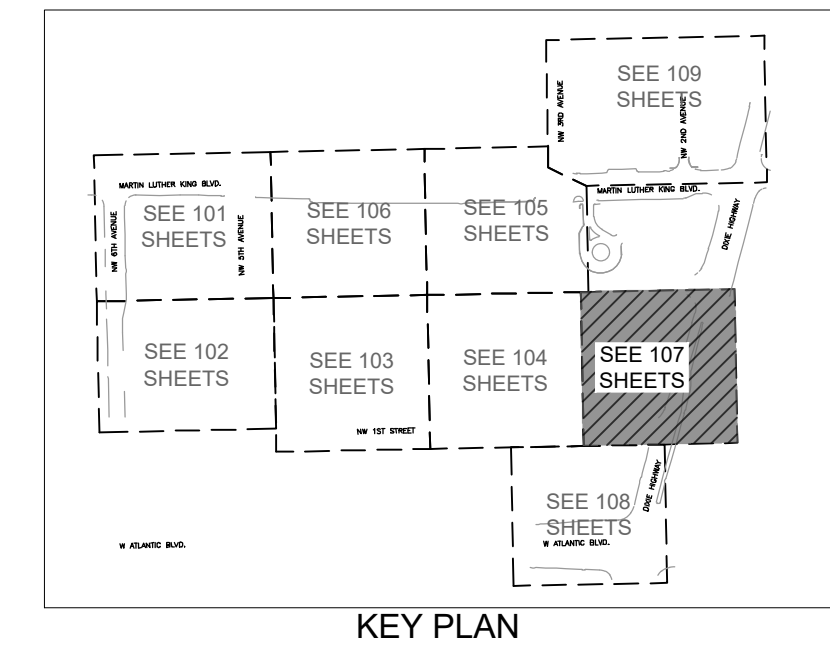 SEE 109
SHEETS
NW 3RD AVENUE
NW 2ND AVENUE
MARTIN LUTHER KING BLVD.
MARTIN LUTHER KING BLVD.
NW 6TH AVENUE
SEE 101
SHEETS
NW 5TH AVENUE
SEE 106
SHEETS
SEE 105
SHEETS
DIXIE HIGHWAY
SEE 102
SHEETS
SEE 103
SHEETS
SEE 104
SHEETS
SEE 107
SHEETS
NW 1ST STREET
SEE 108
SHEETS
DIXIE HIGHWAY
W ATLANTIC BLVD.
W ATLANTIC BLVD.
KEY PLAN